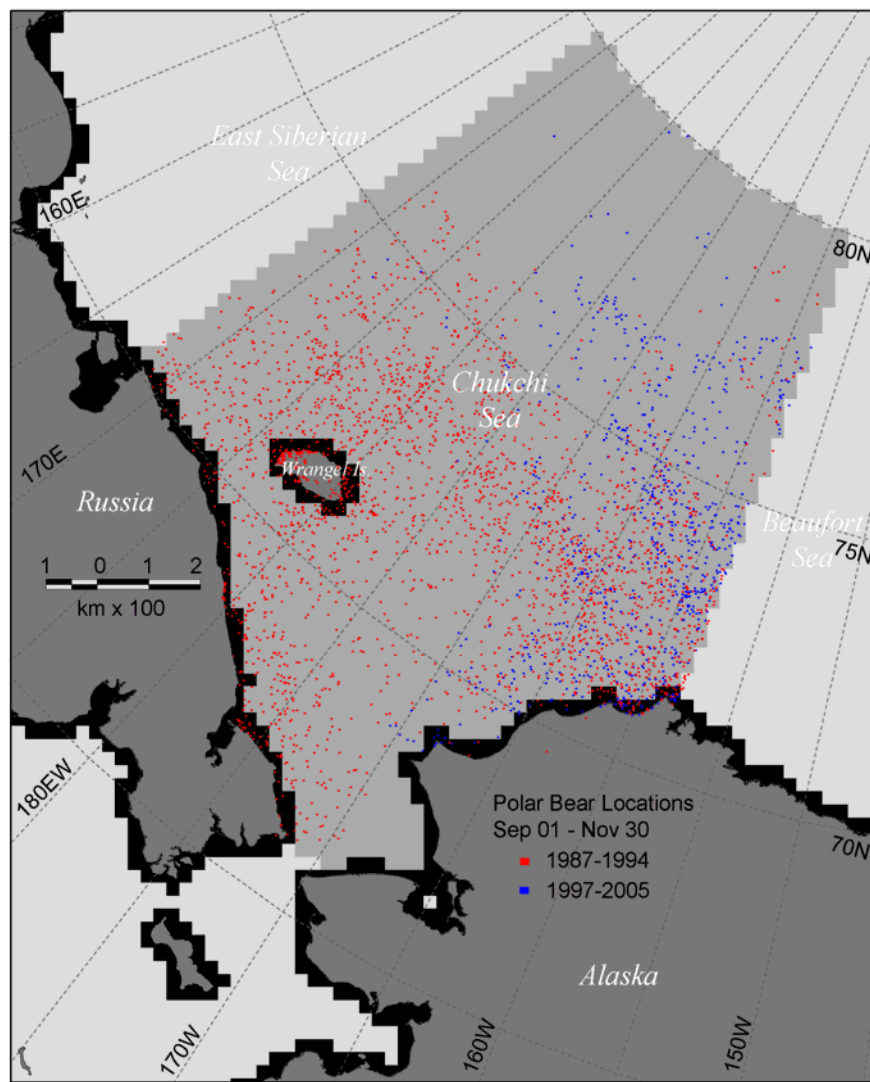 East Siberian
Sea
160E
80N
Chukchi
Sea
170E
Wrangel Is.
Russia
Beaufort
Sea
75N
1 0 1 2
km x 100
180EW
Polar Bear Locations
Sep 01 - Nov 30
1987-1994
1997-2005
70N
Alaska
170W
160W
150W